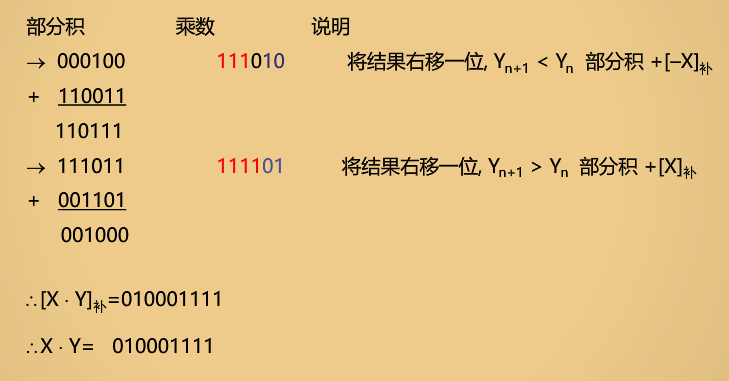 部分积 乘数 说明
→ 000100 111010 将结果右移一位, Yn+1 < Yn 部分积 +[–X]补
+ 110011
110111
→ 111011 111101 将结果右移一位, Yn+1 > Yn 部分积 +[X]补
+ 001101
001000
∴[X · Y]补=010001111
∴X · Y= 010001111